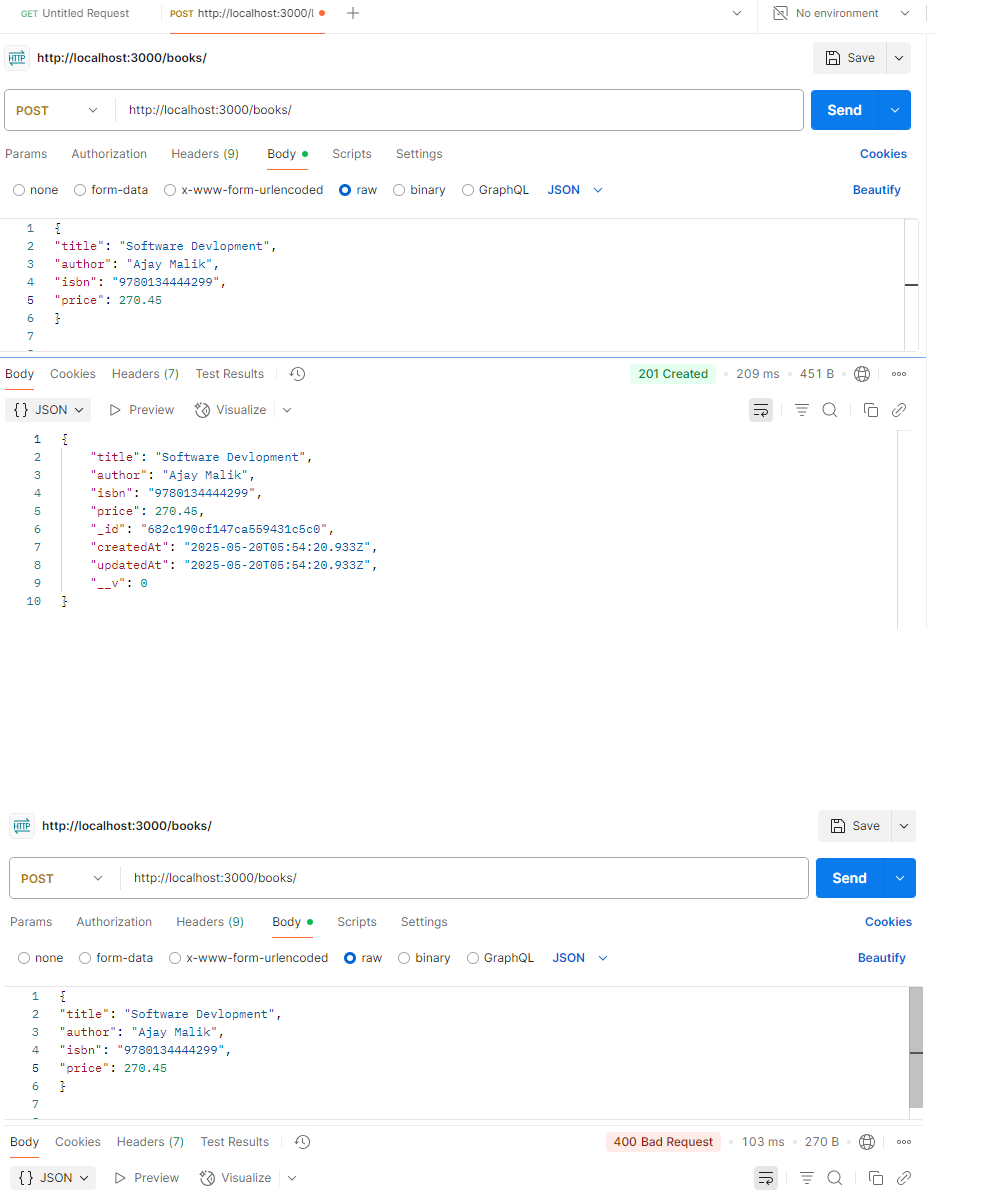 GET Untitled Request POST http://localhost:3000/l No environment
HTTP http://localhost:3000/books/ Save
POST http://localhost:3000/books/ Send
Params Authorization Headers (9) Body Scripts Settings Cookies
none form-data x-www-form-urlencoded raw binary GraphQL JSON Beautify
1 {
2 "title": "Software Devlopment",
3 "author": "Ajay Malik",
4 "isbn": "9780134444299",
5 "price": 270.45
6 }
7
Body Cookies Headers (7) Test Results 201 Created 209 ms 451 B
{} JSON Preview Visualize
1 {
2 "title": "Software Devlopment",
3 "author": "Ajay Malik",
4 "isbn": "9780134444299",
5 "price": 270.45,
6 "_id": "682c190cf147ca559431c5c0",
7 "createdAt": "2025-05-20T05:54:20.933Z",
8 "updatedAt": "2025-05-20T05:54:20.933Z",
9 "__v": 0
10 }
HTTP http://localhost:3000/books/ Save
POST http://localhost:3000/books/ Send
Params Authorization Headers (9) Body Scripts Settings Cookies
none form-data x-www-form-urlencoded raw binary GraphQL JSON Beautify
1 {
2 "title": "Software Devlopment",
3 "author": "Ajay Malik",
4 "isbn": "9780134444299",
5 "price": 270.45
6 }
7
Body Cookies Headers (7) Test Results 400 Bad Request 103 ms 270 B
{} JSON Preview Visualize